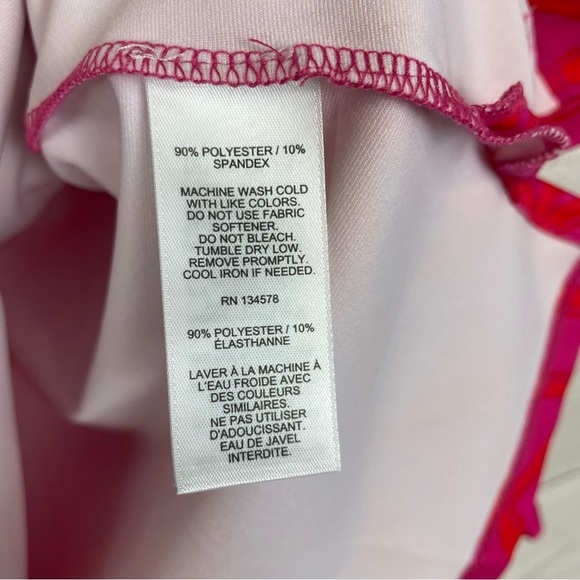 90% POLYESTER / 10%
SPANDEX
MACHINE WASH COLD
WITH LIKE COLORS.
DO NOT USE FABRIC
SOFTENER.
DO NOT BLEACH.
TUMBLE DRY LOW.
REMOVE PROMPTLY.
COOL IRON IF NEEDED.
RN 134578
90% POLYESTER / 10%
ÉLASTHANNE
LAVER À LA MACHINE À
L'EAU FROIDE AVEC
DES COULEURS
SIMILAIRES.
NE PAS UTILISER
D'ADOUCISSANT.
EAU DE JAVEL
INTERDITE.